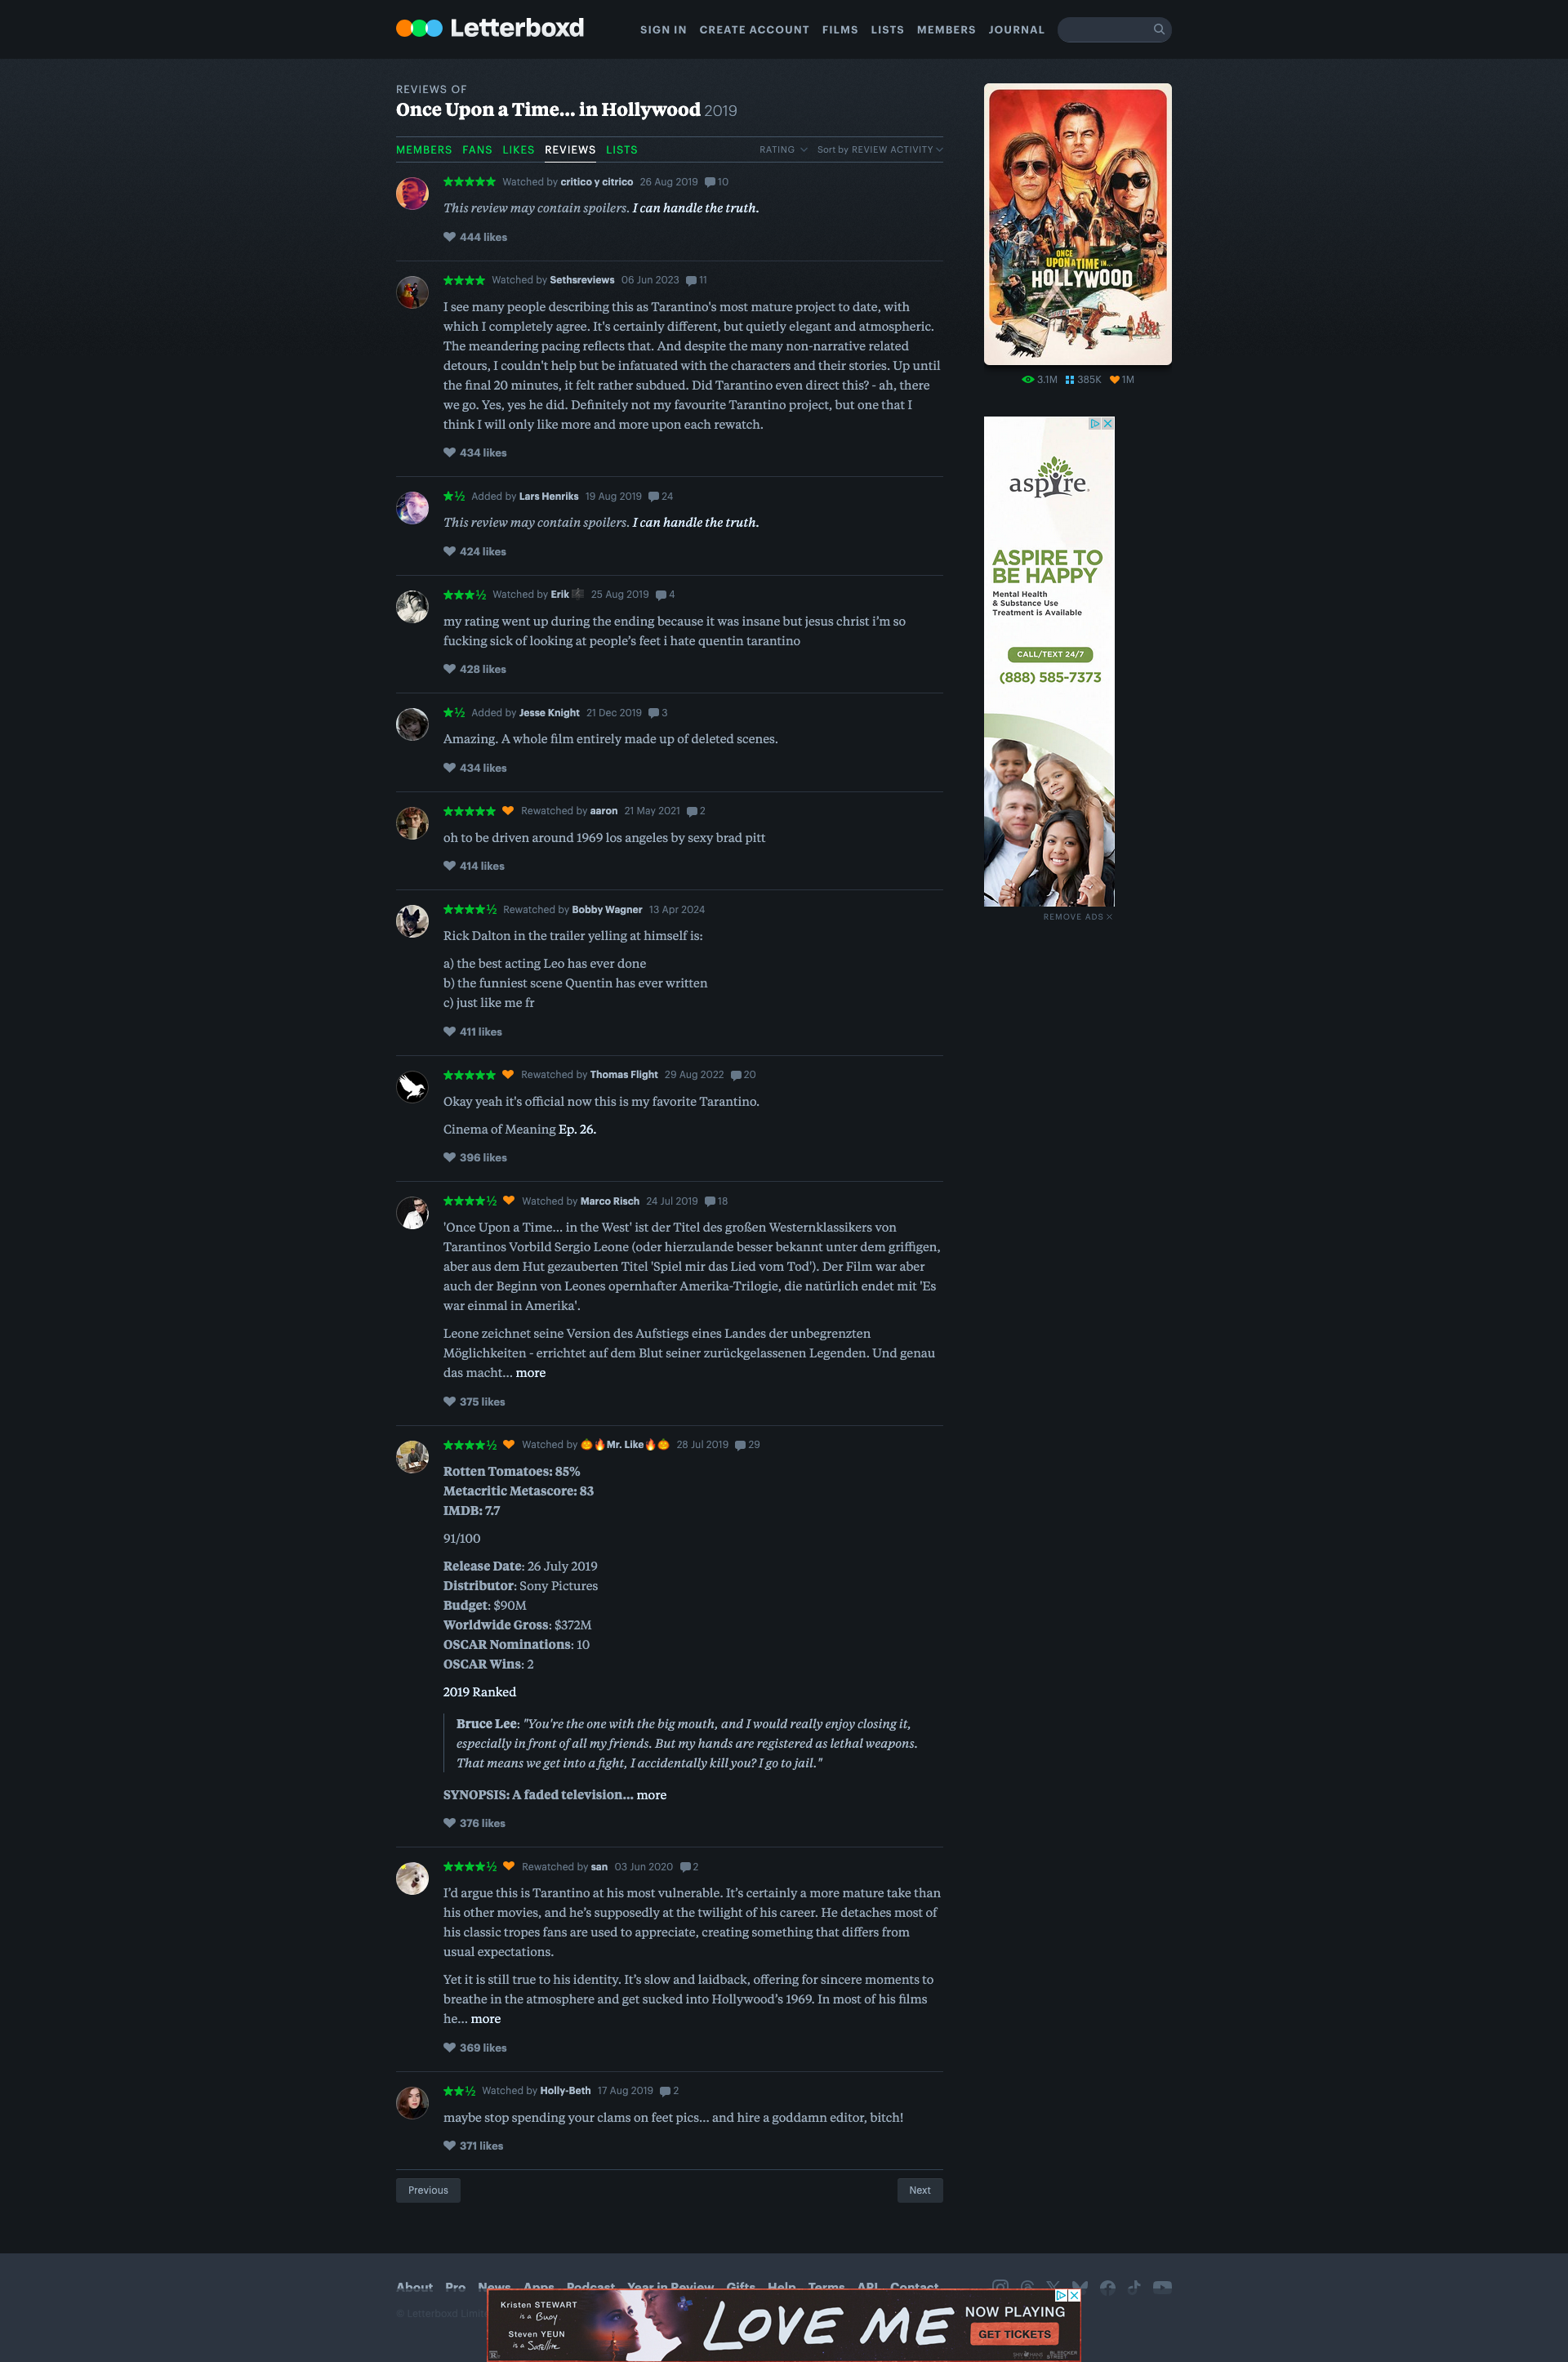 Letterboxd
SIGN IN CREATE ACCOUNT FILMS LISTS MEMBERS JOURNAL
REVIEWS OF
Once Upon a Time… in Hollywood 2019
MEMBERS FANS LIKES REVIEWS LISTS RATING Sort by REVIEW ACTIVITY
★★★★★ Watched by critico y citrico 26 Aug 2019 10
This review may contain spoilers. I can handle the truth.
444 likes
★★★★ Watched by Sethsreviews 06 Jun 2023 11
I see many people describing this as Tarantino's most mature project to date, with
which I completely agree. It's certainly different, but quietly elegant and atmospheric.
The meandering pacing reflects that. And despite the many non-narrative related
detours, I couldn't help but be infatuated with the characters and their stories. Up until
the final 20 minutes, it felt rather subdued. Did Tarantino even direct this? - ah, there
we go. Yes, yes he did. Definitely not my favourite Tarantino project, but one that I
think I will only like more and more upon each rewatch.
434 likes
★½ Added by Lars Henriks 19 Aug 2019 24
This review may contain spoilers. I can handle the truth.
424 likes
★★★½ Watched by Erik 25 Aug 2019 4
my rating went up during the ending because it was insane but jesus christ i’m so
fucking sick of looking at people’s feet i hate quentin tarantino
428 likes
★½ Added by Jesse Knight 21 Dec 2019 3
Amazing. A whole film entirely made up of deleted scenes.
434 likes
★★★★★ Rewatched by aaron 21 May 2021 2
oh to be driven around 1969 los angeles by sexy brad pitt
414 likes
★★★★½ Rewatched by Bobby Wagner 13 Apr 2024
Rick Dalton in the trailer yelling at himself is:
a) the best acting Leo has ever done
b) the funniest scene Quentin has ever written
c) just like me fr
411 likes
★★★★★ Rewatched by Thomas Flight 29 Aug 2022 20
Okay yeah it's official now this is my favorite Tarantino.
Cinema of Meaning Ep. 26.
396 likes
★★★★½ Watched by Marco Risch 24 Jul 2019 18
'Once Upon a Time... in the West' ist der Titel des großen Westernklassikers von
Tarantinos Vorbild Sergio Leone (oder hierzulande besser bekannt unter dem griffigen,
aber aus dem Hut gezauberten Titel 'Spiel mir das Lied vom Tod'). Der Film war aber
auch der Beginn von Leones opernhafter Amerika-Trilogie, die natürlich endet mit 'Es
war einmal in Amerika'.
Leone zeichnet seine Version des Aufstiegs eines Landes der unbegrenzten
Möglichkeiten - errichtet auf dem Blut seiner zurückgelassenen Legenden. Und genau
das macht… more
375 likes
★★★★½ Watched by 🎃🔥Mr. Like🔥🎃 28 Jul 2019 29
Rotten Tomatoes: 85%
Metacritic Metascore: 83
IMDB: 7.7
91/100
Release Date: 26 July 2019
Distributor: Sony Pictures
Budget: $90M
Worldwide Gross: $372M
OSCAR Nominations: 10
OSCAR Wins: 2
2019 Ranked
Bruce Lee: "You're the one with the big mouth, and I would really enjoy closing it,
especially in front of all my friends. But my hands are registered as lethal weapons.
That means we get into a fight, I accidentally kill you? I go to jail."
SYNOPSIS: A faded television… more
376 likes
★★★★½ Rewatched by san 03 Jun 2020 2
I’d argue this is Tarantino at his most vulnerable. It’s certainly a more mature take than
his other movies, and he’s supposedly at the twilight of his career. He detaches most of
his classic tropes fans are used to appreciate, creating something that differs from
usual expectations.
Yet it is still true to his identity. It’s slow and laidback, offering for sincere moments to
breathe in the atmosphere and get sucked into Hollywood’s 1969. In most of his films
he… more
369 likes
★★½ Watched by Holly-Beth 17 Aug 2019 2
maybe stop spending your clams on feet pics… and hire a goddamn editor, bitch!
371 likes
Previous Next
ONCE
UPON A TIME IN...
HOLLYWOOD
3.1M 385K 1M
aspire
ASPIRE TO
BE HAPPY
Mental Health
& Substance Use
Treatment is Available
CALL/TEXT 24/7
(888) 585-7373
REMOVE ADS
About Pro News Apps Podcast Year in Review Gifts Help Terms API Contact
© Letterboxd
Kristen STEWART
is a Buoy
Steven YEUN
is a Satellite
LOVE ME
NOW PLAYING
GET TICKETS
BLEECKER
STREET